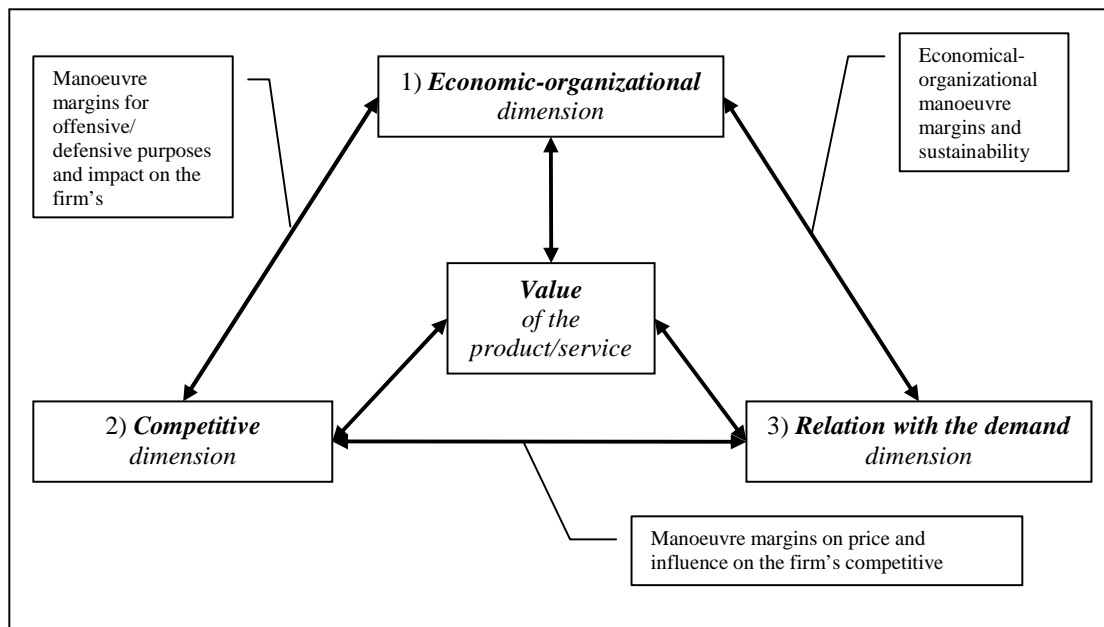 Manoeuvre
margins for
offensive/
defensive purposes
and impact on the
firm's
1) Economic-organizational
dimension
Economical-
organizational
manoeuvre
margins and
sustainability
Value
of the
product/service
2) Competitive
dimension
3) Relation with the demand
dimension
Manoeuvre margins on price and
influence on the firm's competitive